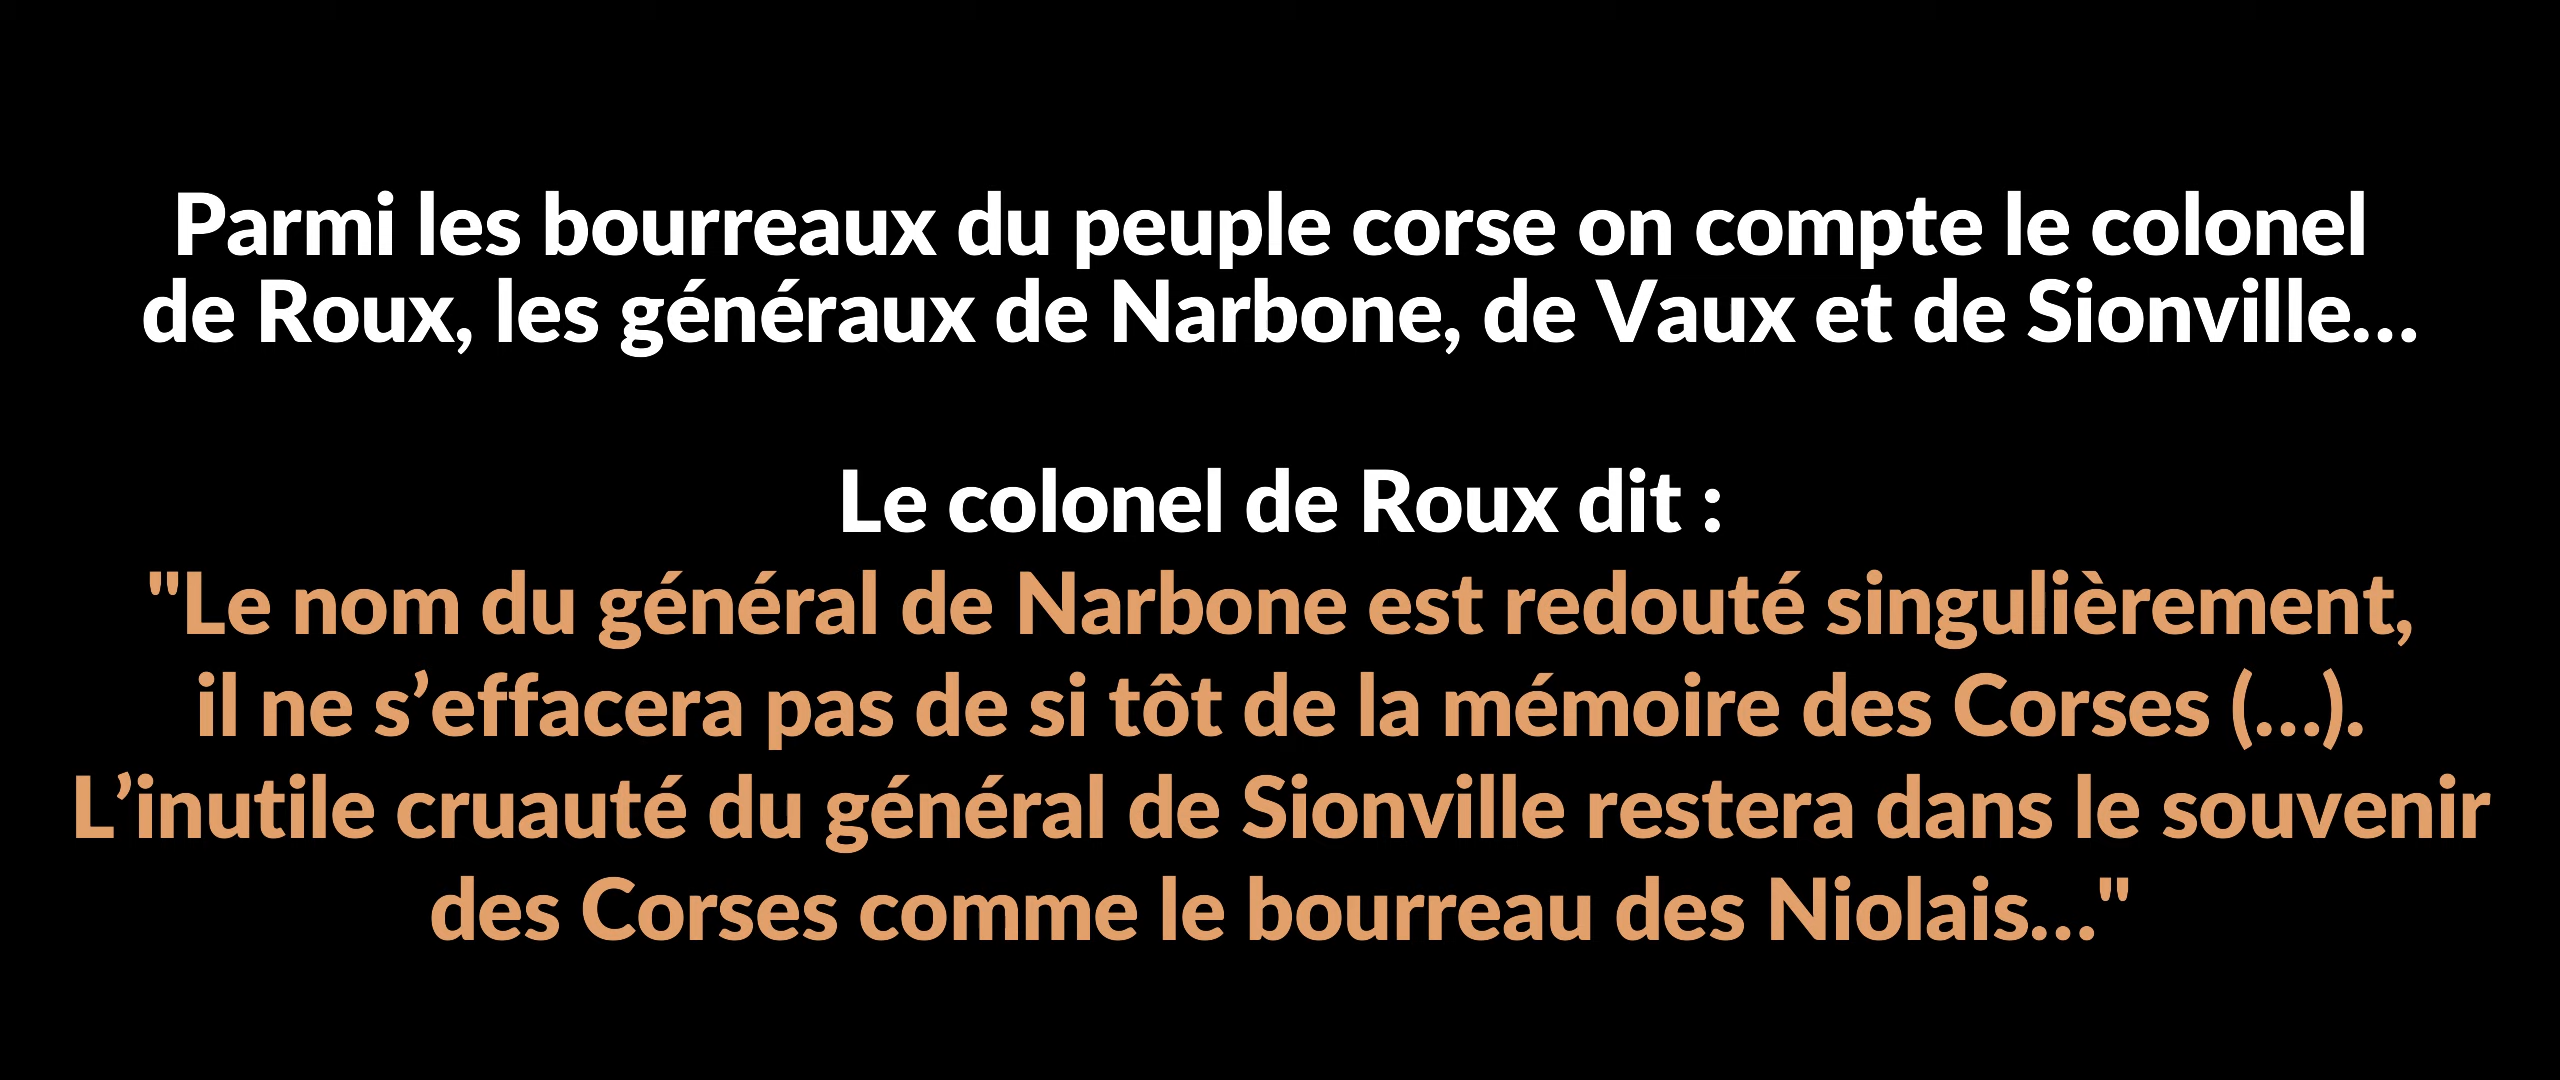 Parmi les bourreaux du peuple corse on compte le colonel
de Roux, les généraux de Narbone, de Vaux et de Sionville...
Le colonel de Roux dit :
"Le nom du général de Narbone est redouté singulièrement,
il ne s’effacera pas de si tôt de la mémoire des Corses (...).
L’inutile cruauté du général de Sionville restera dans le souvenir
des Corses comme le bourreau des Niolais..."